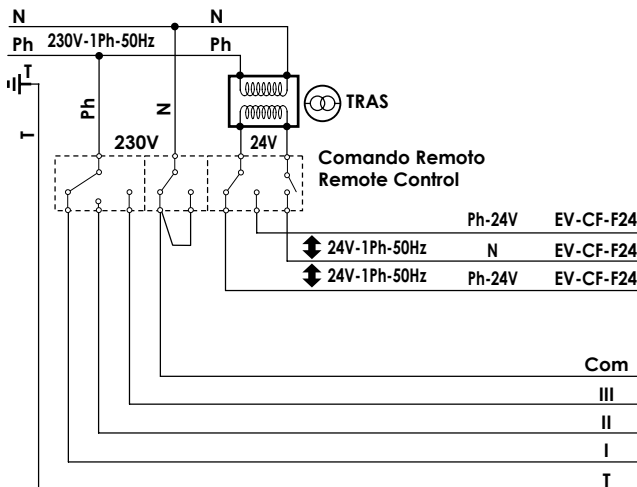 N N
Ph 230V-1Ph-50Hz Ph
T
Ph
N
T
TRAS
230V 24V
Comando Remoto
Remote Control
Ph-24V EV-CF-F24
24V-1Ph-50Hz N EV-CF-F24
24V-1Ph-50Hz Ph-24V EV-CF-F24
Com
III
II
I
T